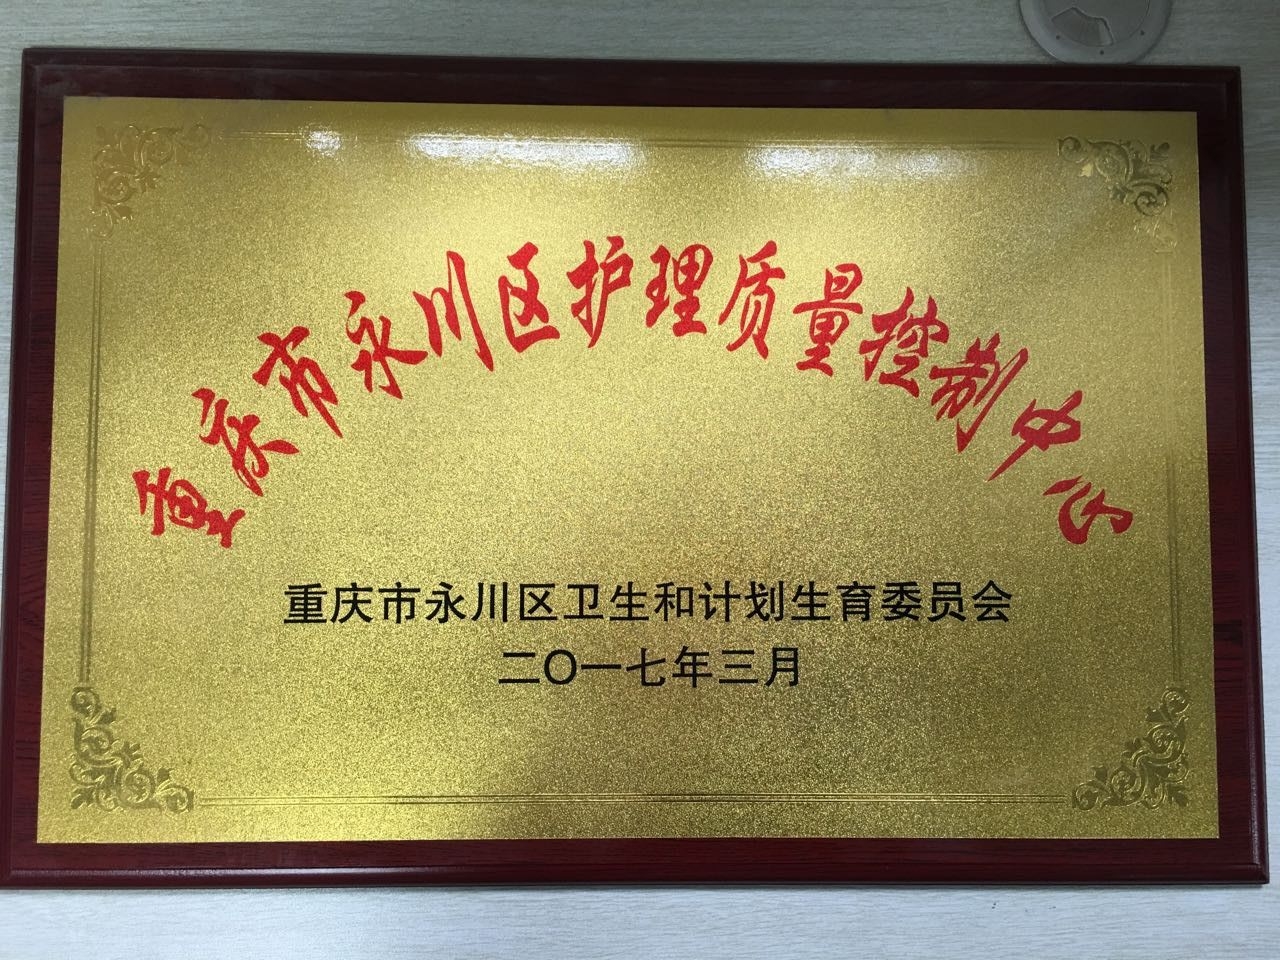 重庆市永川区护理质量控制中心
重庆市永川区卫生和计划生育委员会
二〇一七年三月